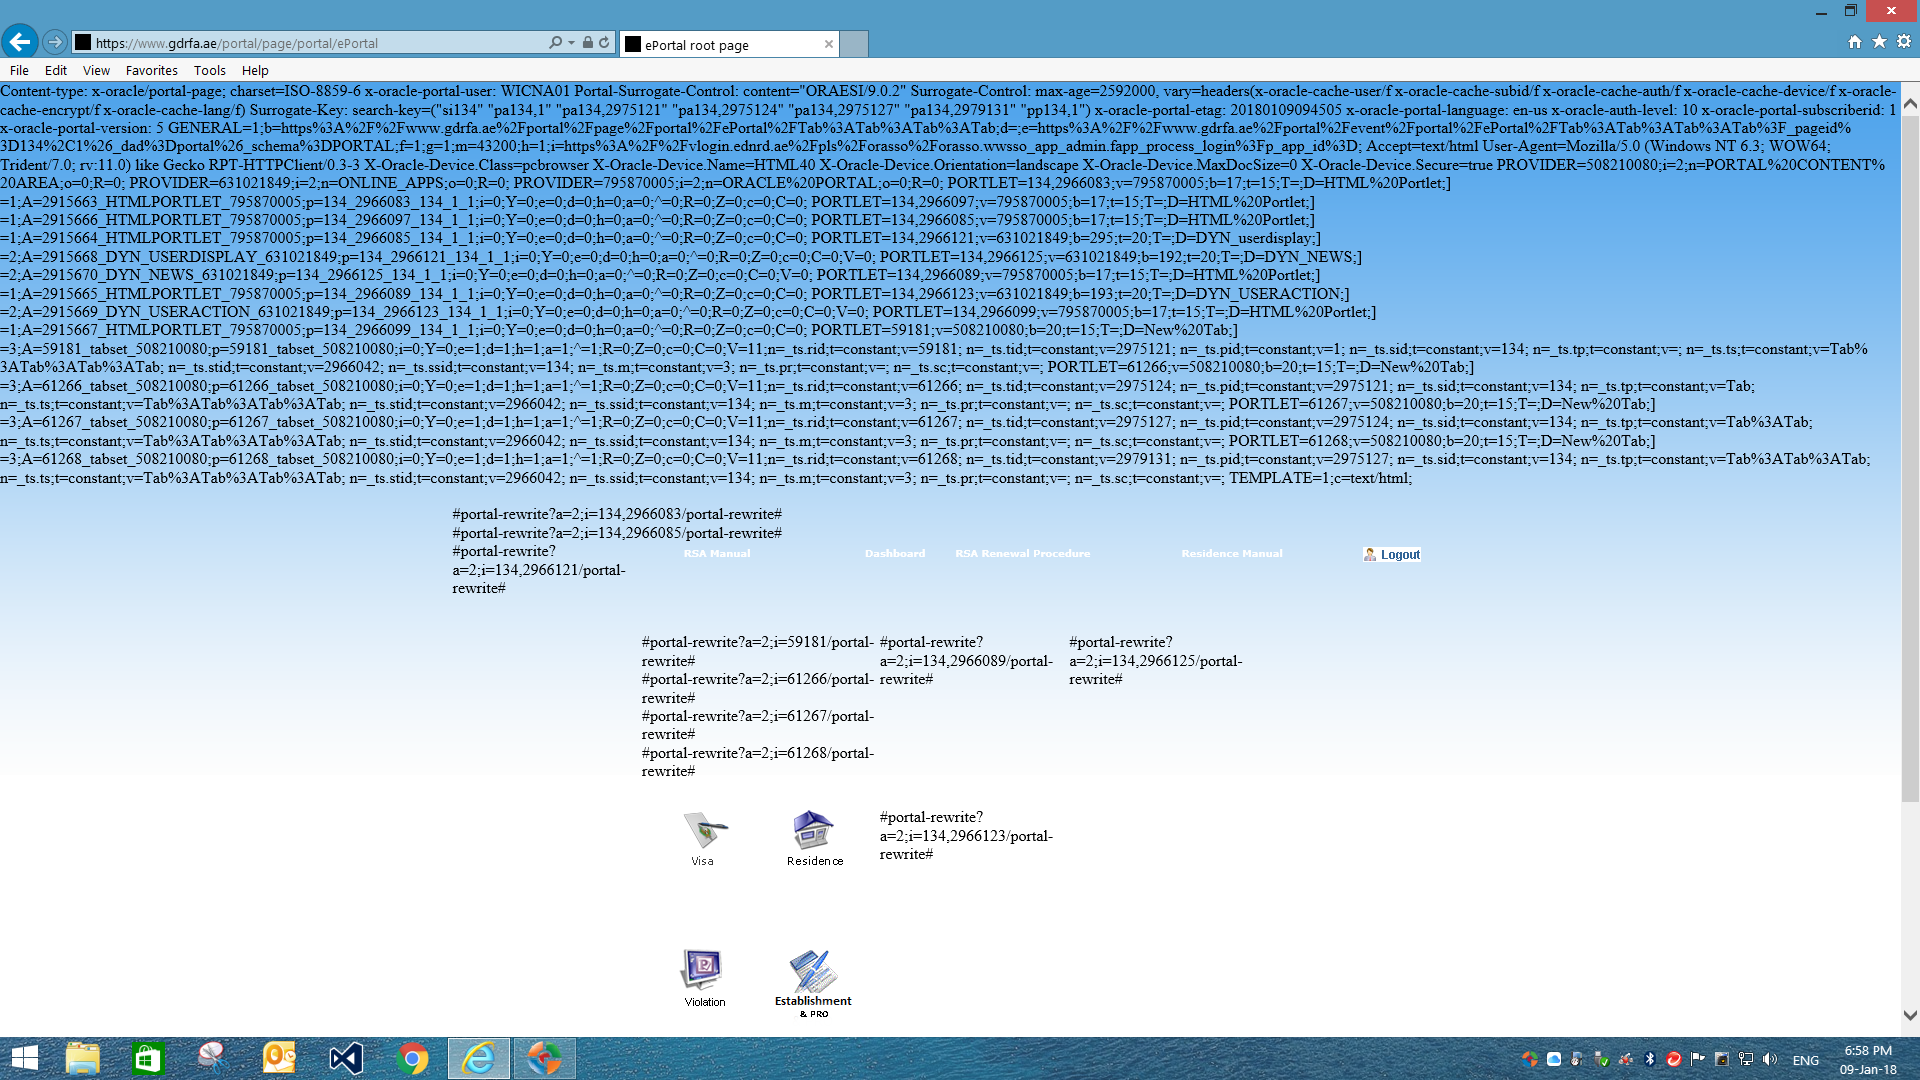 https://www.gdrfa.ae/portal/page/portal/ePortal
ePortal root page
File Edit View Favorites Tools Help
Content-type: x-oracle/portal-page; charset=ISO-8859-6 x-oracle-portal-user: WICNA01 Portal-Surrogate-Control: content="ORAESI/9.0.2" Surrogate-Control: max-age=2592000, vary=headers(x-oracle-cache-user/f x-oracle-cache-subid/f x-oracle-cache-auth/f x-oracle-cache-device/f x-oracle-
cache-encrypt/f x-oracle-cache-lang/f) Surrogate-Key: search-key=("si134" "pa134,1" "pa134,2975121" "pa134,2975124" "pa134,2975127" "pa134,2979131" "pp134,1") x-oracle-portal-etag: 20180109094505 x-oracle-portal-language: en-us x-oracle-auth-level: 10 x-oracle-portal-subscriberid: 1
x-oracle-portal-version: 5 GENERAL=1;b=https%3A%2F%2Fwww.gdrfa.ae%2Fportal%2Fpage%2Fportal%2FePortal%2FTab%3ATab%3ATab%3ATab;d=;e=https%3A%2F%2Fwww.gdrfa.ae%2Fportal%2Fevent%2Fportal%2FePortal%2FTab%3ATab%3ATab%3ATab%3F_pageid%
3D134%2C1%26_dad%3Dportal%26_schema%3DPORTAL;f=1;g=1;m=43200;h=1;i=https%3A%2F%2Fvlogin.ednrd.ae%2Fpls%2Forasso%2Forasso.wwsso_app_admin.fapp_process_login%3Fp_app_id%3D; Accept=text/html User-Agent=Mozilla/5.0 (Windows NT 6.3; WOW64;
Trident/7.0; rv:11.0) like Gecko RPT-HTTPClient/0.3-3 X-Oracle-Device.Class=pcbrowser X-Oracle-Device.Name=HTML40 X-Oracle-Device.Orientation=landscape X-Oracle-Device.MaxDocSize=0 X-Oracle-Device.Secure=true PROVIDER=508210080;i=2;n=PORTAL%20CONTENT%
20AREA;o=0;R=0; PROVIDER=631021849;i=2;n=ONLINE_APPS;o=0;R=0; PROVIDER=795870005;i=2;n=ORACLE%20PORTAL;o=0;R=0; PORTLET=134,2966083;v=795870005;b=17;t=15;T=;D=HTML%20Portlet;]
=1;A=2915663_HTMLPORTLET_795870005;p=134_2966083_134_1_1;i=0;Y=0;e=0;d=0;h=0;a=0;^=0;R=0;Z=0;c=0;C=0; PORTLET=134,2966097;v=795870005;b=17;t=15;T=;D=HTML%20Portlet;]
=1;A=2915666_HTMLPORTLET_795870005;p=134_2966097_134_1_1;i=0;Y=0;e=0;d=0;h=0;a=0;^=0;R=0;Z=0;c=0;C=0; PORTLET=134,2966085;v=795870005;b=17;t=15;T=;D=HTML%20Portlet;]
=1;A=2915664_HTMLPORTLET_795870005;p=134_2966085_134_1_1;i=0;Y=0;e=0;d=0;h=0;a=0;^=0;R=0;Z=0;c=0;C=0; PORTLET=134,2966121;v=631021849;b=295;t=20;T=;D=DYN_userdisplay;]
=2;A=2915668_DYN_USERDISPLAY_631021849;p=134_2966121_134_1_1;i=0;Y=0;e=0;d=0;h=0;a=0;^=0;R=0;Z=0;c=0;C=0;V=0; PORTLET=134,2966125;v=631021849;b=192;t=20;T=;D=DYN_NEWS;]
=2;A=2915670_DYN_NEWS_631021849;p=134_2966125_134_1_1;i=0;Y=0;e=0;d=0;h=0;a=0;^=0;R=0;Z=0;c=0;C=0;V=0; PORTLET=134,2966089;v=795870005;b=17;t=15;T=;D=HTML%20Portlet;]
=1;A=2915665_HTMLPORTLET_795870005;p=134_2966089_134_1_1;i=0;Y=0;e=0;d=0;h=0;a=0;^=0;R=0;Z=0;c=0;C=0; PORTLET=134,2966123;v=631021849;b=193;t=20;T=;D=DYN_USERACTION;]
=2;A=2915669_DYN_USERACTION_631021849;p=134_2966123_134_1_1;i=0;Y=0;e=0;d=0;h=0;a=0;^=0;R=0;Z=0;c=0;C=0;V=0; PORTLET=134,2966099;v=795870005;b=17;t=15;T=;D=HTML%20Portlet;]
=1;A=2915667_HTMLPORTLET_795870005;p=134_2966099_134_1_1;i=0;Y=0;e=0;d=0;h=0;a=0;^=0;R=0;Z=0;c=0;C=0; PORTLET=59181;v=508210080;b=20;t=15;T=;D=New%20Tab;]
=3;A=59181_tabset_508210080;p=59181_tabset_508210080;i=0;Y=0;e=1;d=1;h=1;a=1;^=1;R=0;Z=0;c=0;C=0;V=11;n=_ts.rid;t=constant;v=59181; n=_ts.tid;t=constant;v=2975121; n=_ts.pid;t=constant;v=1; n=_ts.sid;t=constant;v=134; n=_ts.tp;t=constant;v=; n=_ts.ts;t=constant;v=Tab%
3ATab%3ATab%3ATab; n=_ts.stid;t=constant;v=2966042; n=_ts.ssid;t=constant;v=134; n=_ts.m;t=constant;v=3; n=_ts.pr;t=constant;v=; n=_ts.sc;t=constant;v=; PORTLET=61266;v=508210080;b=20;t=15;T=;D=New%20Tab;]
=3;A=61266_tabset_508210080;p=61266_tabset_508210080;i=0;Y=0;e=1;d=1;h=1;a=1;^=1;R=0;Z=0;c=0;C=0;V=11;n=_ts.rid;t=constant;v=61266; n=_ts.tid;t=constant;v=2975124; n=_ts.pid;t=constant;v=2975121; n=_ts.sid;t=constant;v=134; n=_ts.tp;t=constant;v=Tab;
n=_ts.ts;t=constant;v=Tab%3ATab%3ATab%3ATab; n=_ts.stid;t=constant;v=2966042; n=_ts.ssid;t=constant;v=134; n=_ts.m;t=constant;v=3; n=_ts.pr;t=constant;v=; n=_ts.sc;t=constant;v=; PORTLET=61267;v=508210080;b=20;t=15;T=;D=New%20Tab;]
=3;A=61267_tabset_508210080;p=61267_tabset_508210080;i=0;Y=0;e=1;d=1;h=1;a=1;^=1;R=0;Z=0;c=0;C=0;V=11;n=_ts.rid;t=constant;v=61267; n=_ts.tid;t=constant;v=2975127; n=_ts.pid;t=constant;v=2975124; n=_ts.sid;t=constant;v=134; n=_ts.tp;t=constant;v=Tab%3ATab;
n=_ts.ts;t=constant;v=Tab%3ATab%3ATab%3ATab; n=_ts.stid;t=constant;v=2966042; n=_ts.ssid;t=constant;v=134; n=_ts.m;t=constant;v=3; n=_ts.pr;t=constant;v=; n=_ts.sc;t=constant;v=; PORTLET=61268;v=508210080;b=20;t=15;T=;D=New%20Tab;]
=3;A=61268_tabset_508210080;p=61268_tabset_508210080;i=0;Y=0;e=1;d=1;h=1;a=1;^=1;R=0;Z=0;c=0;C=0;V=11;n=_ts.rid;t=constant;v=61268; n=_ts.tid;t=constant;v=2979131; n=_ts.pid;t=constant;v=2975127; n=_ts.sid;t=constant;v=134; n=_ts.tp;t=constant;v=Tab%3ATab%3ATab;
n=_ts.ts;t=constant;v=Tab%3ATab%3ATab%3ATab; n=_ts.stid;t=constant;v=2966042; n=_ts.ssid;t=constant;v=134; n=_ts.m;t=constant;v=3; n=_ts.pr;t=constant;v=; n=_ts.sc;t=constant;v=; TEMPLATE=1;c=text/html;
#portal-rewrite?a=2;i=134,2966083/portal-rewrite#
#portal-rewrite?a=2;i=134,2966085/portal-rewrite#
#portal-rewrite?
a=2;i=134,2966121/portal-
rewrite#
RSA Manual
Dashboard
RSA Renewal Procedure
Residence Manual
Logout
#portal-rewrite?a=2;i=59181/portal-
rewrite#
#portal-rewrite?a=2;i=61266/portal-
rewrite#
#portal-rewrite?a=2;i=61267/portal-
rewrite#
#portal-rewrite?a=2;i=61268/portal-
rewrite#
#portal-rewrite?
a=2;i=134,2966089/portal-
rewrite#
#portal-rewrite?
a=2;i=134,2966125/portal-
rewrite#
Visa
Residence
#portal-rewrite?
a=2;i=134,2966123/portal-
rewrite#
Violation
Establishment
& PRO
ENG
6:58 PM
09-Jan-18